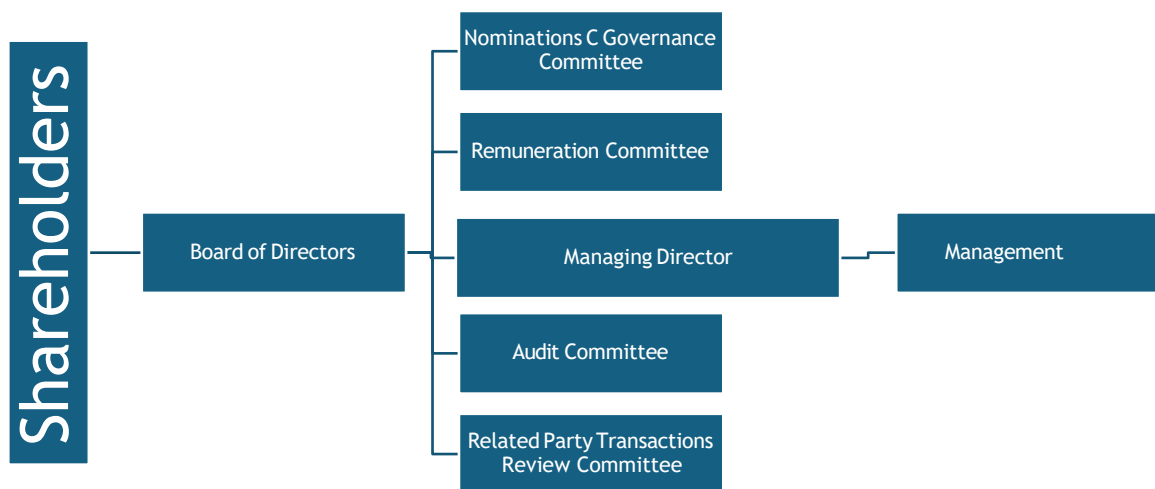 Shareholders
Board of Directors
Nominations C Governance
Committee
Remuneration Committee
Managing Director
Management
Audit Committee
Related Party Transactions
Review Committee